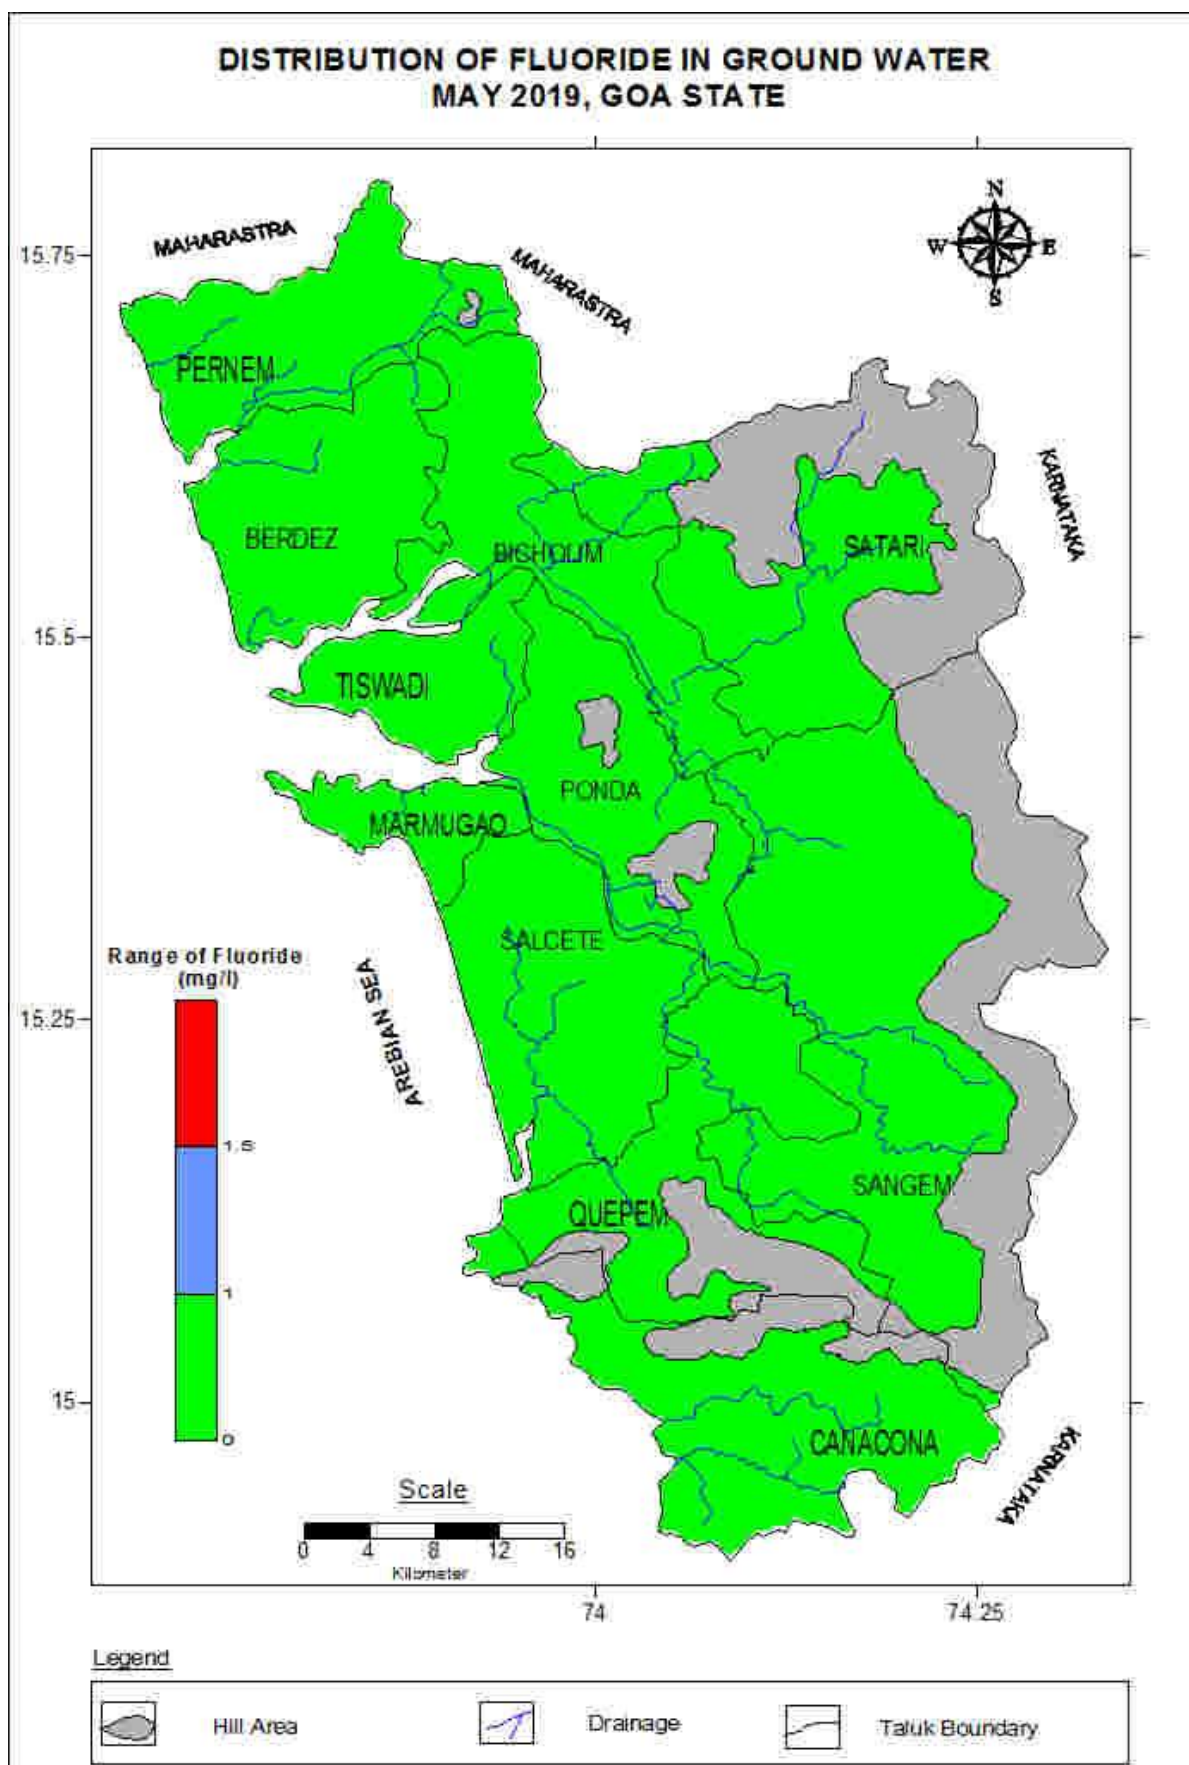 DISTRIBUTION OF FLUORIDE IN GROUND WATER
MAY 2019, GOA STATE
N
W E
S
MAHARASTRA
MAHARASTRA
15.75
PERNEM
KARNATAKA
BERDEZ
BICHOLIM
SATARI
15.5
TISWADI
PONDA
MARMUGAO
SALCETE
Range of Fluoride
(mg/l)
AREBIAN SEA
15.25
1.5
SANGEM
QUEPEM
1
15
0
CANACONA
KARNATAKA
Scale
0 4 8 12 16
Kilometer
74 74.25
Legend
Hill Area Drainage Taluk Boundary